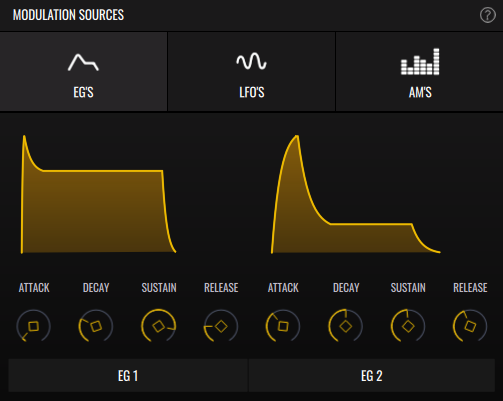 MODULATION SOURCES
?
EG'S
LFO'S
AM'S
ATTACK DECAY SUSTAIN RELEASE ATTACK DECAY SUSTAIN RELEASE
EG 1
EG 2